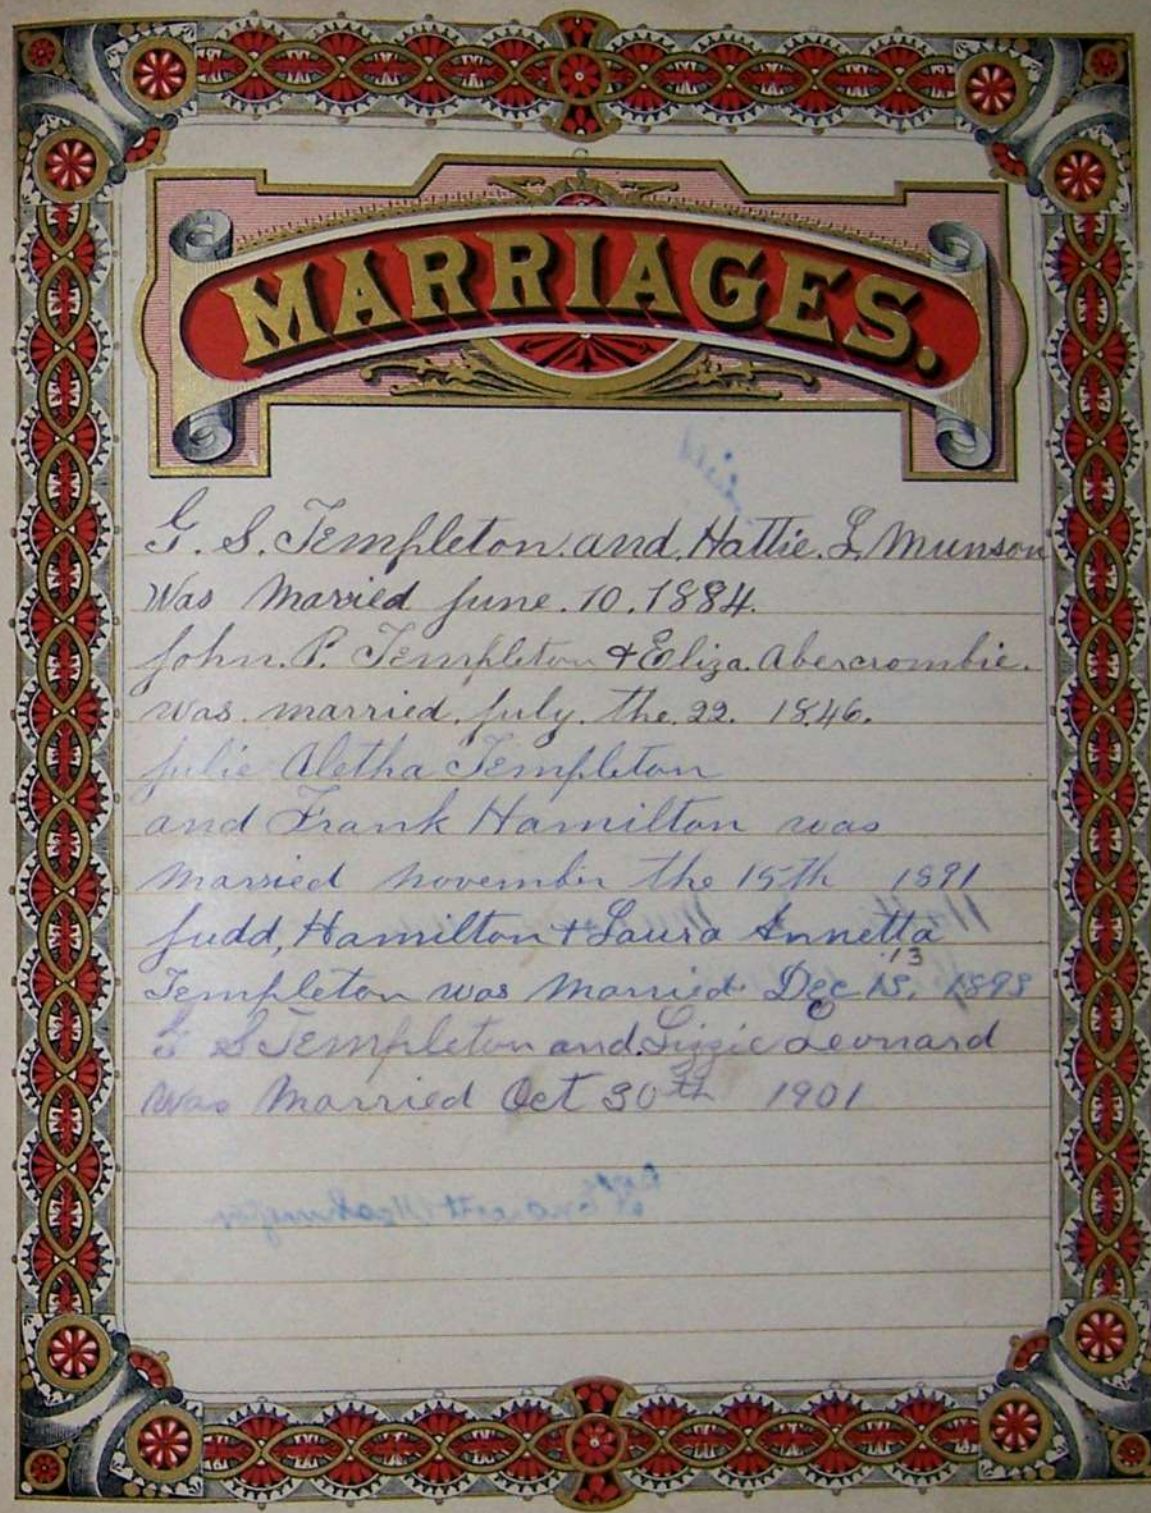 MARRIAGES.
G. S. Templeton. and. Hattie. L. Munson
Was Married June. 10. 1884.
John. P. Templeton & Eliza. Abercrombie.
was. married. July. the. 22. 1846.
Julie Aletha Templeton
and Frank Hamilton was
Married November the 15th 1891
Judd, Hamilton + Laura Annetta
13
Templeton was Married Dec 13, 1893
G S Templeton and. Lizzie Leonard
Was Married Oct 30th 1901